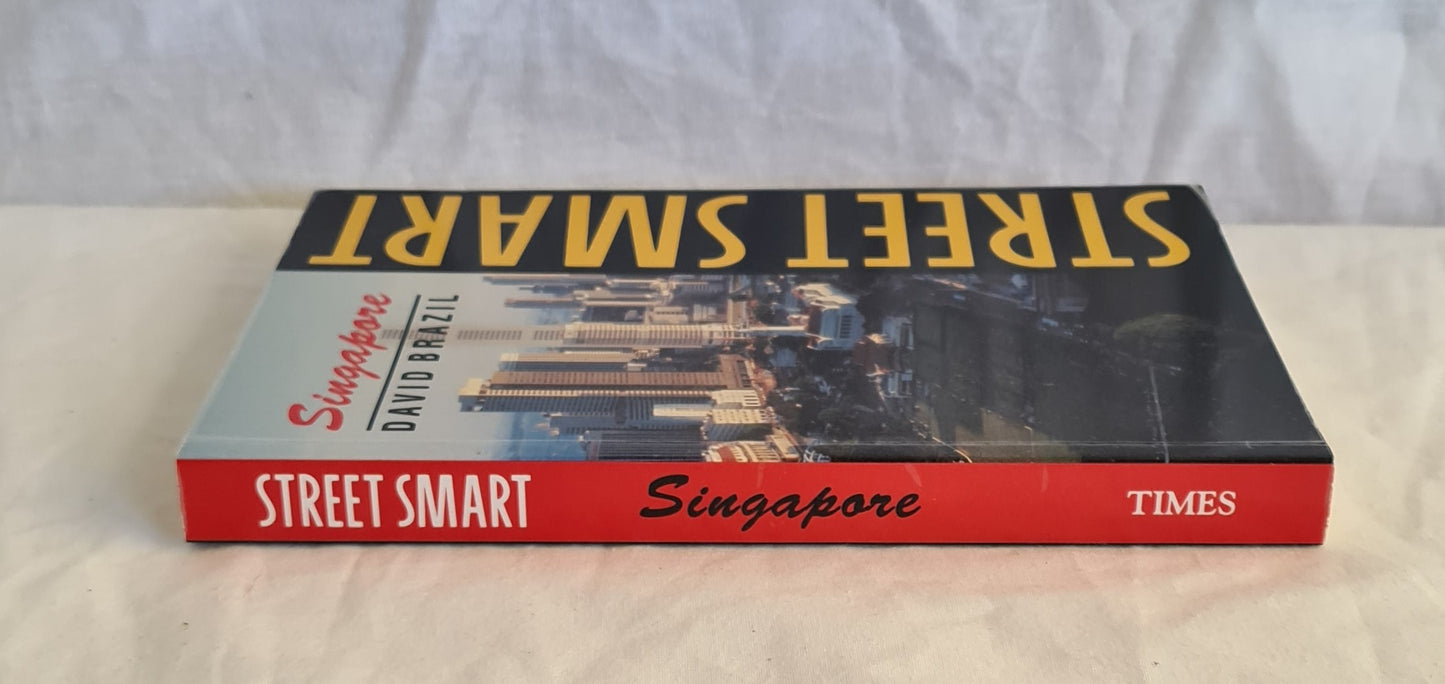 STREET SMART
Singapore
DAVID BRAZIL
STREET SMART Singapore TIMES